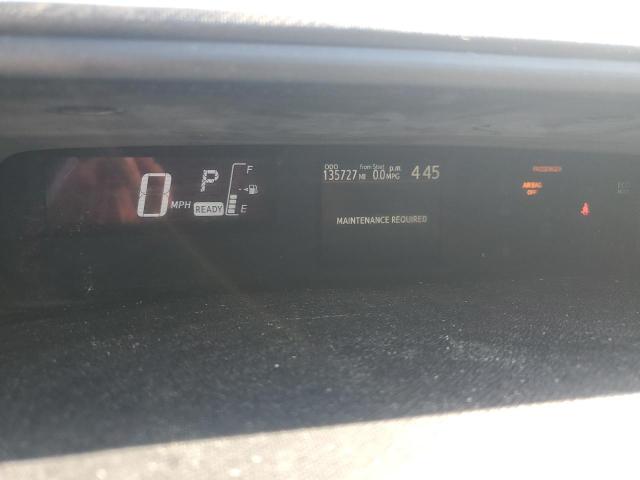 0 MPH
P
READY
F
E
ODO from Start p.m.
135727 MI 0.0 MPG 4:45
MAINTENANCE REQUIRED
PASSENGER
AIRBAG
OFF